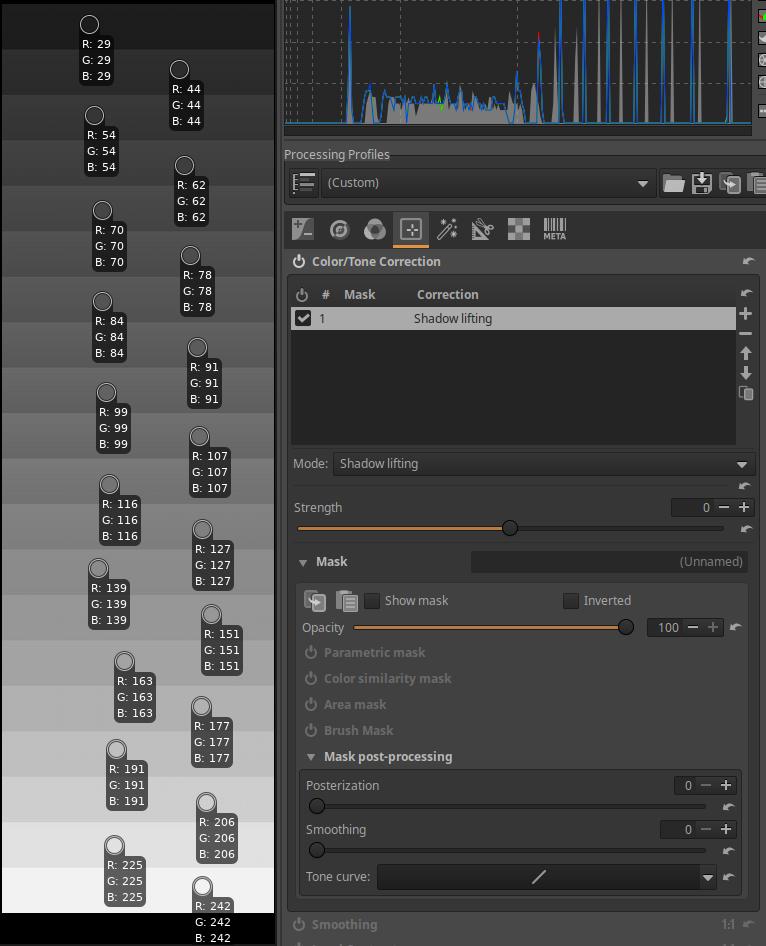 R: 29
G: 29
B: 29
R: 44
G: 44
B: 44
R: 54
G: 54
B: 54
R: 62
G: 62
B: 62
R: 70
G: 70
B: 70
R: 78
G: 78
B: 78
R: 84
G: 84
B: 84
R: 91
G: 91
B: 91
R: 99
G: 99
B: 99
R: 107
G: 107
B: 107
R: 116
G: 116
B: 116
R: 127
G: 127
B: 127
R: 139
G: 139
B: 139
R: 151
G: 151
B: 151
R: 163
G: 163
B: 163
R: 177
G: 177
B: 177
R: 191
G: 191
B: 191
R: 206
G: 206
B: 206
R: 225
G: 225
B: 225
R: 242
G: 242
B: 242
Processing Profiles
(Custom)
META
Color/Tone Correction
# Mask Correction
1 Shadow lifting
Mode: Shadow lifting
Strength 0
Mask (Unnamed)
Show mask Inverted
Opacity 100
Parametric mask
Color similarity mask
Area mask
Brush Mask
Mask post-processing
Posterization 0
Smoothing 0
Tone curve:
Smoothing 1:1